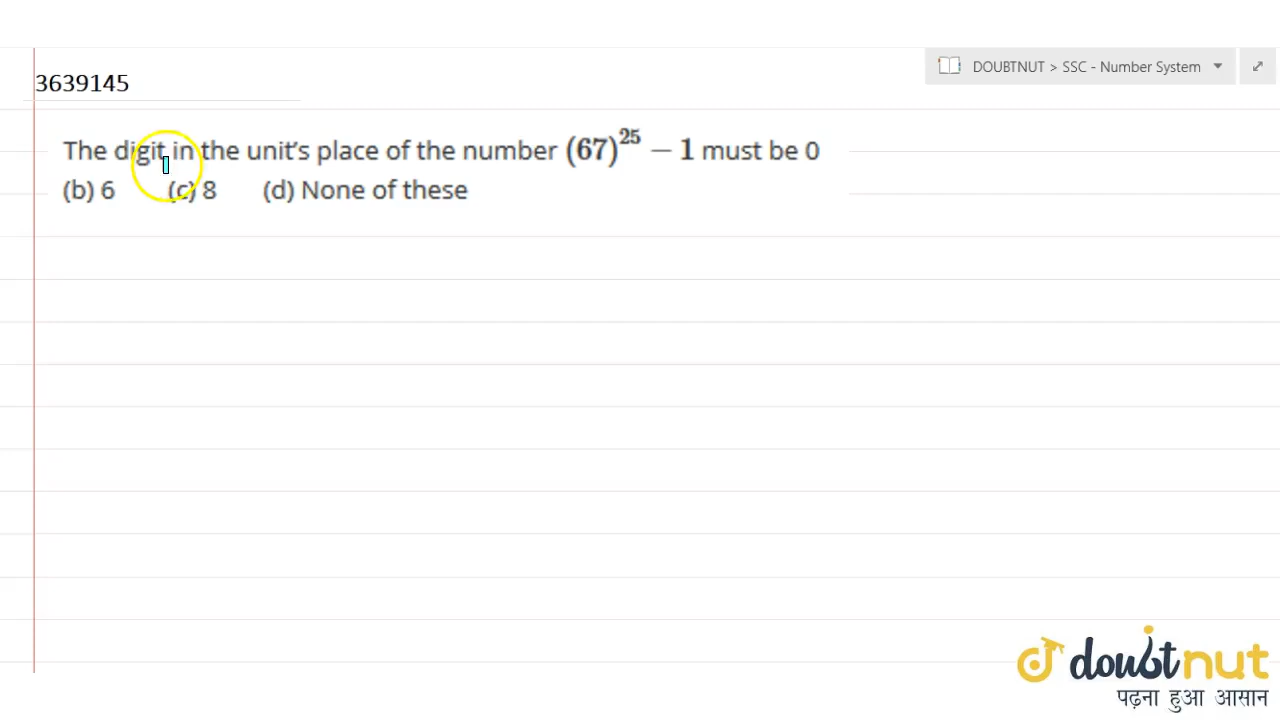 DOUBTNUT > SSC - Number System
3639145
The digit in the unit’s place of the number (67)^25 − 1 must be 0
(b) 6 (c) 8 (d) None of these
doubtnut
पढ़ना हुआ आसान